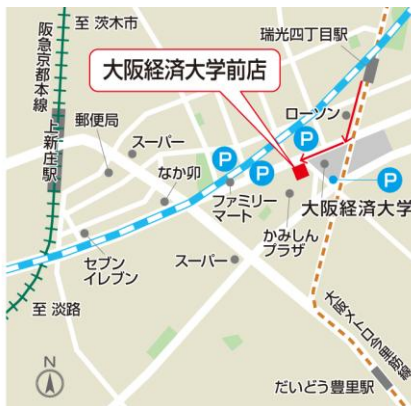 至 茨木市
瑞光四丁目駅
阪急京都本線
大阪経済大学前店
上新庄駅
郵便局
スーパー
ローソン
P
P
P
P
なか卯
ファミリー
マート
大阪経済大学
かみしん
プラザ
セブン
イレブン
スーパー
至 淡路
大阪メトロ今里筋線
N
だいどう豊里駅